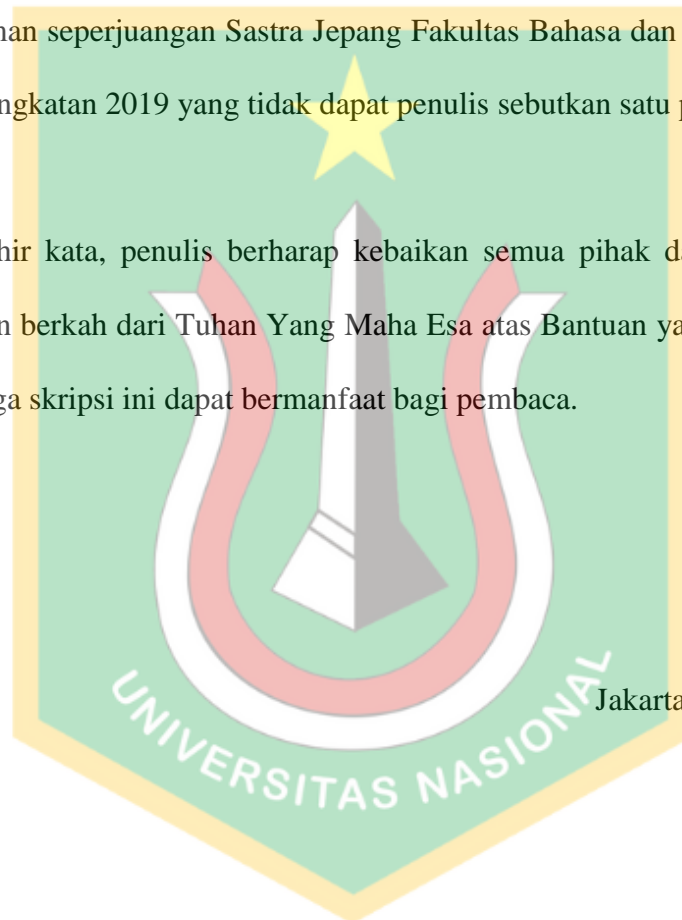 nan seperjuangan Sastra Jepang Fakultas Bahasa dan
ngkatan 2019 yang tidak dapat penulis sebutkan satu p
hir kata, penulis berharap kebaikan semua pihak da
n berkah dari Tuhan Yang Maha Esa atas Bantuan ya
ga skripsi ini dapat bermanfaat bagi pembaca.
Jakarta
UNIVERSITAS NASIONAL